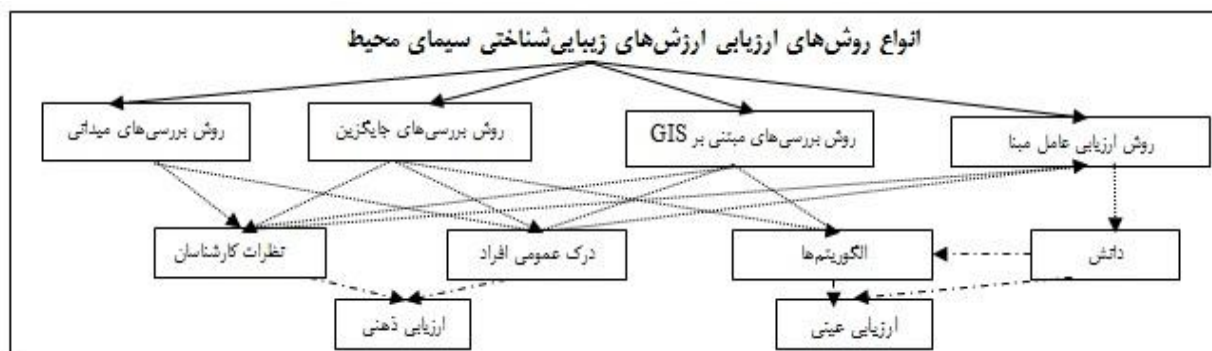 انواع روش‌های ارزیابی ارزش‌های زیبایی‌شناختی سیمای محیط
روش ارزیابی عامل مبنا
روش بررسی‌های مبتنی بر GIS
روش بررسی‌های جایگزین
روش بررسی‌های میدانی
دانش
الگوریتم‌ها
درک عمومی افراد
نظرات کارشناسان
ارزیابی عینی
ارزیابی ذهنی